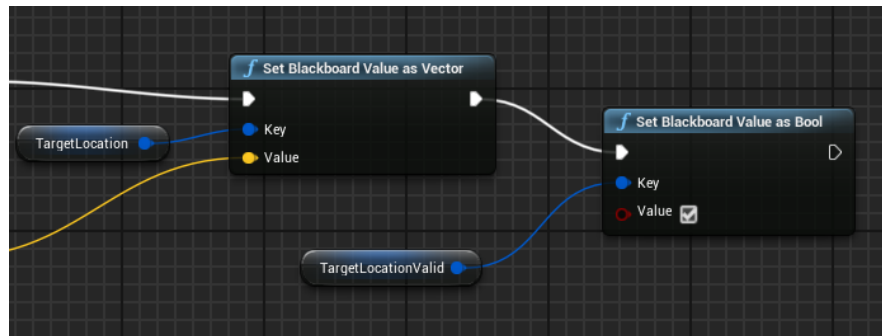 Set Blackboard Value as Vector
Key
Value
TargetLocation
Set Blackboard Value as Bool
Key
Value
TargetLocationValid